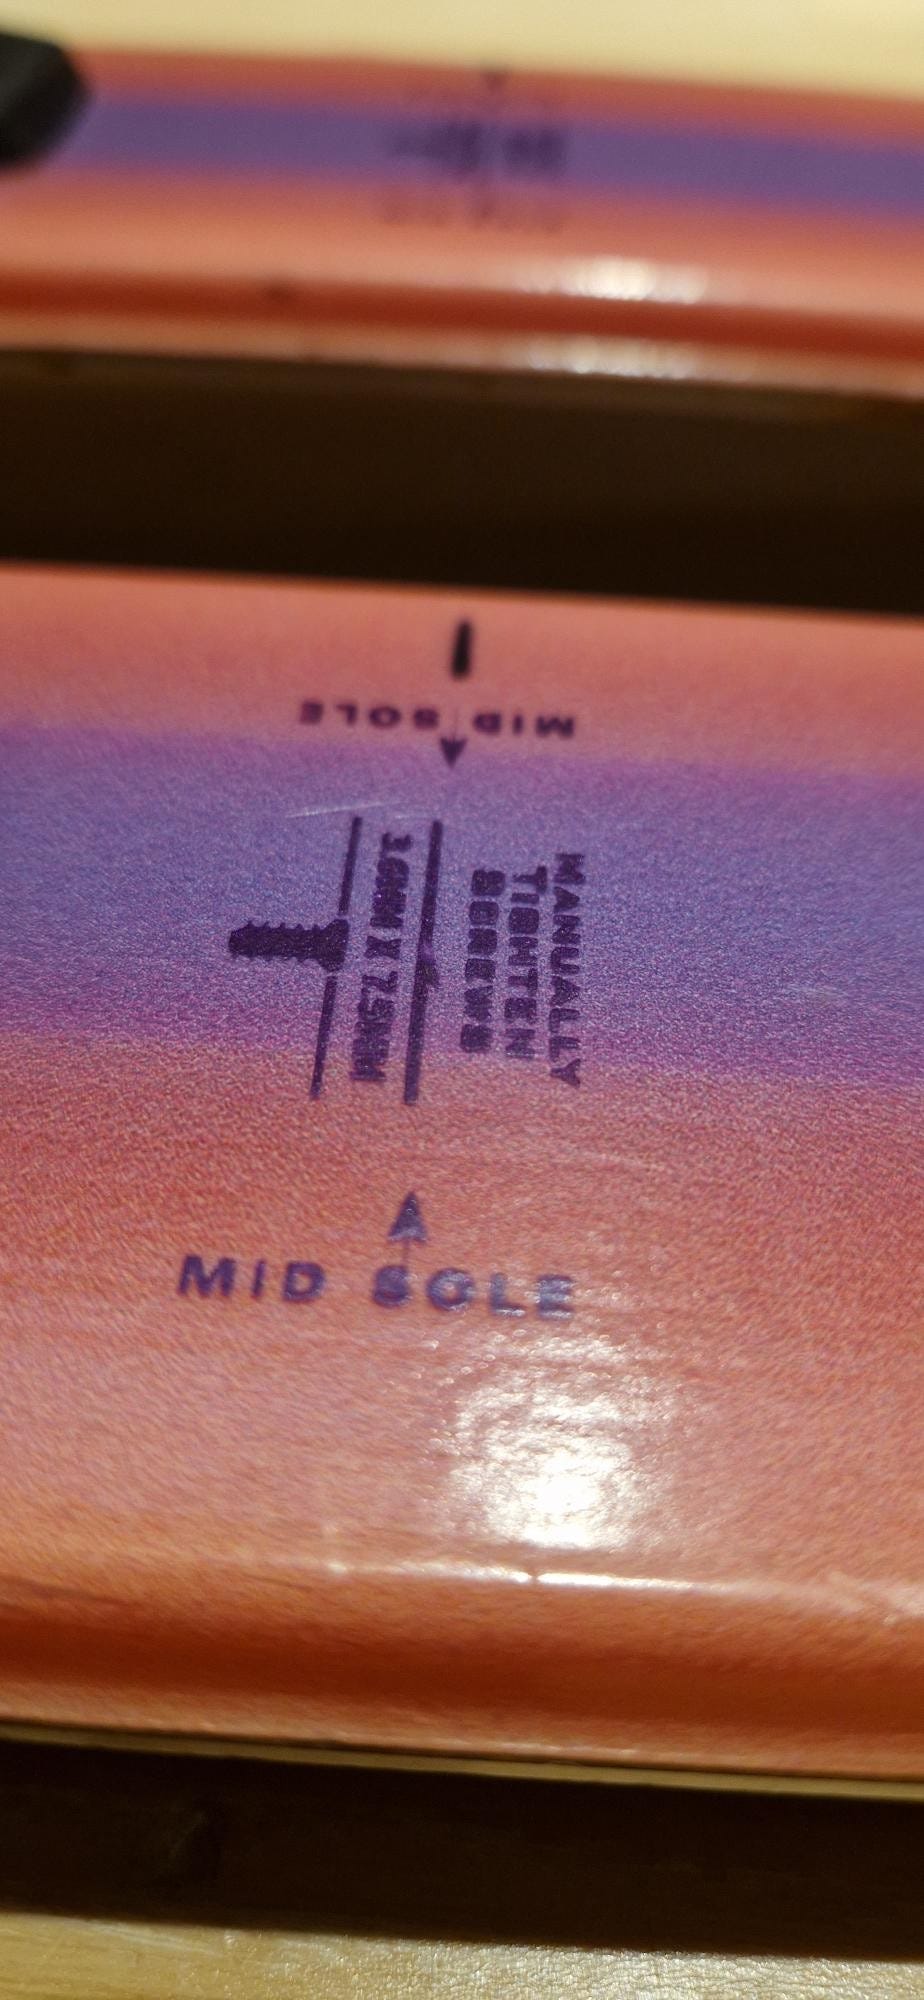 MID SOLE
MANUALLY
TIGHTEN
SCREWS
3.6MM X 7.5MM
MID SOLE